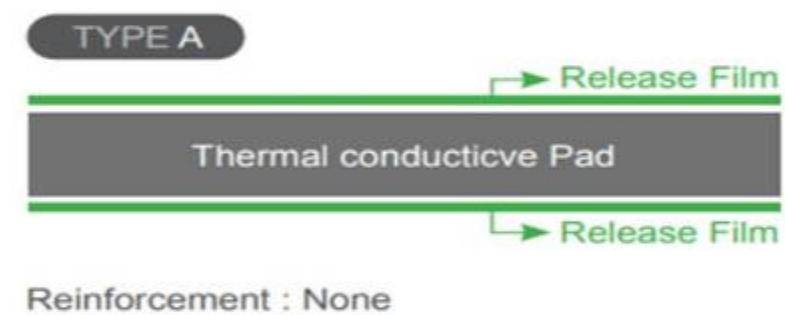 TYPE A
Release Film
Thermal conducticve Pad
Release Film
Reinforcement : None